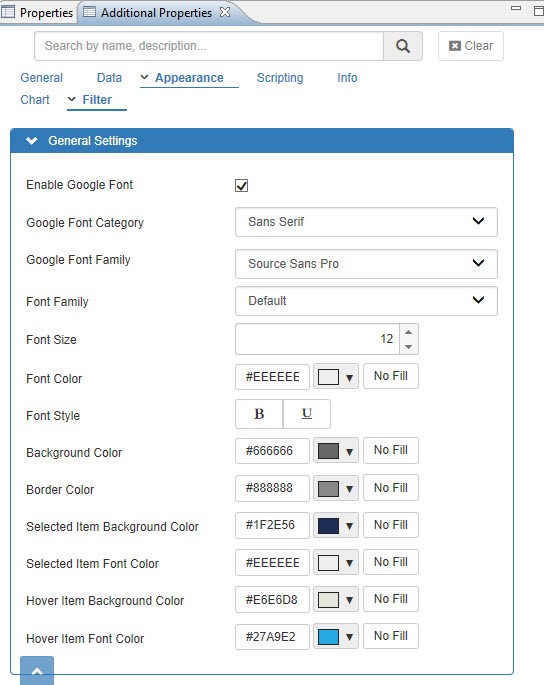 Properties Additional Properties
Search by name, description... Clear
General Data Appearance Scripting Info
Chart Filter
General Settings
Enable Google Font
Google Font Category Sans Serif
Google Font Family Source Sans Pro
Font Family Default
Font Size 12
Font Color #EEEEEE No Fill
Font Style B U
Background Color #666666 No Fill
Border Color #888888 No Fill
Selected Item Background Color #1F2E56 No Fill
Selected Item Font Color #EEEEEE No Fill
Hover Item Background Color #E6E6D8 No Fill
Hover Item Font Color #27A9E2 No Fill